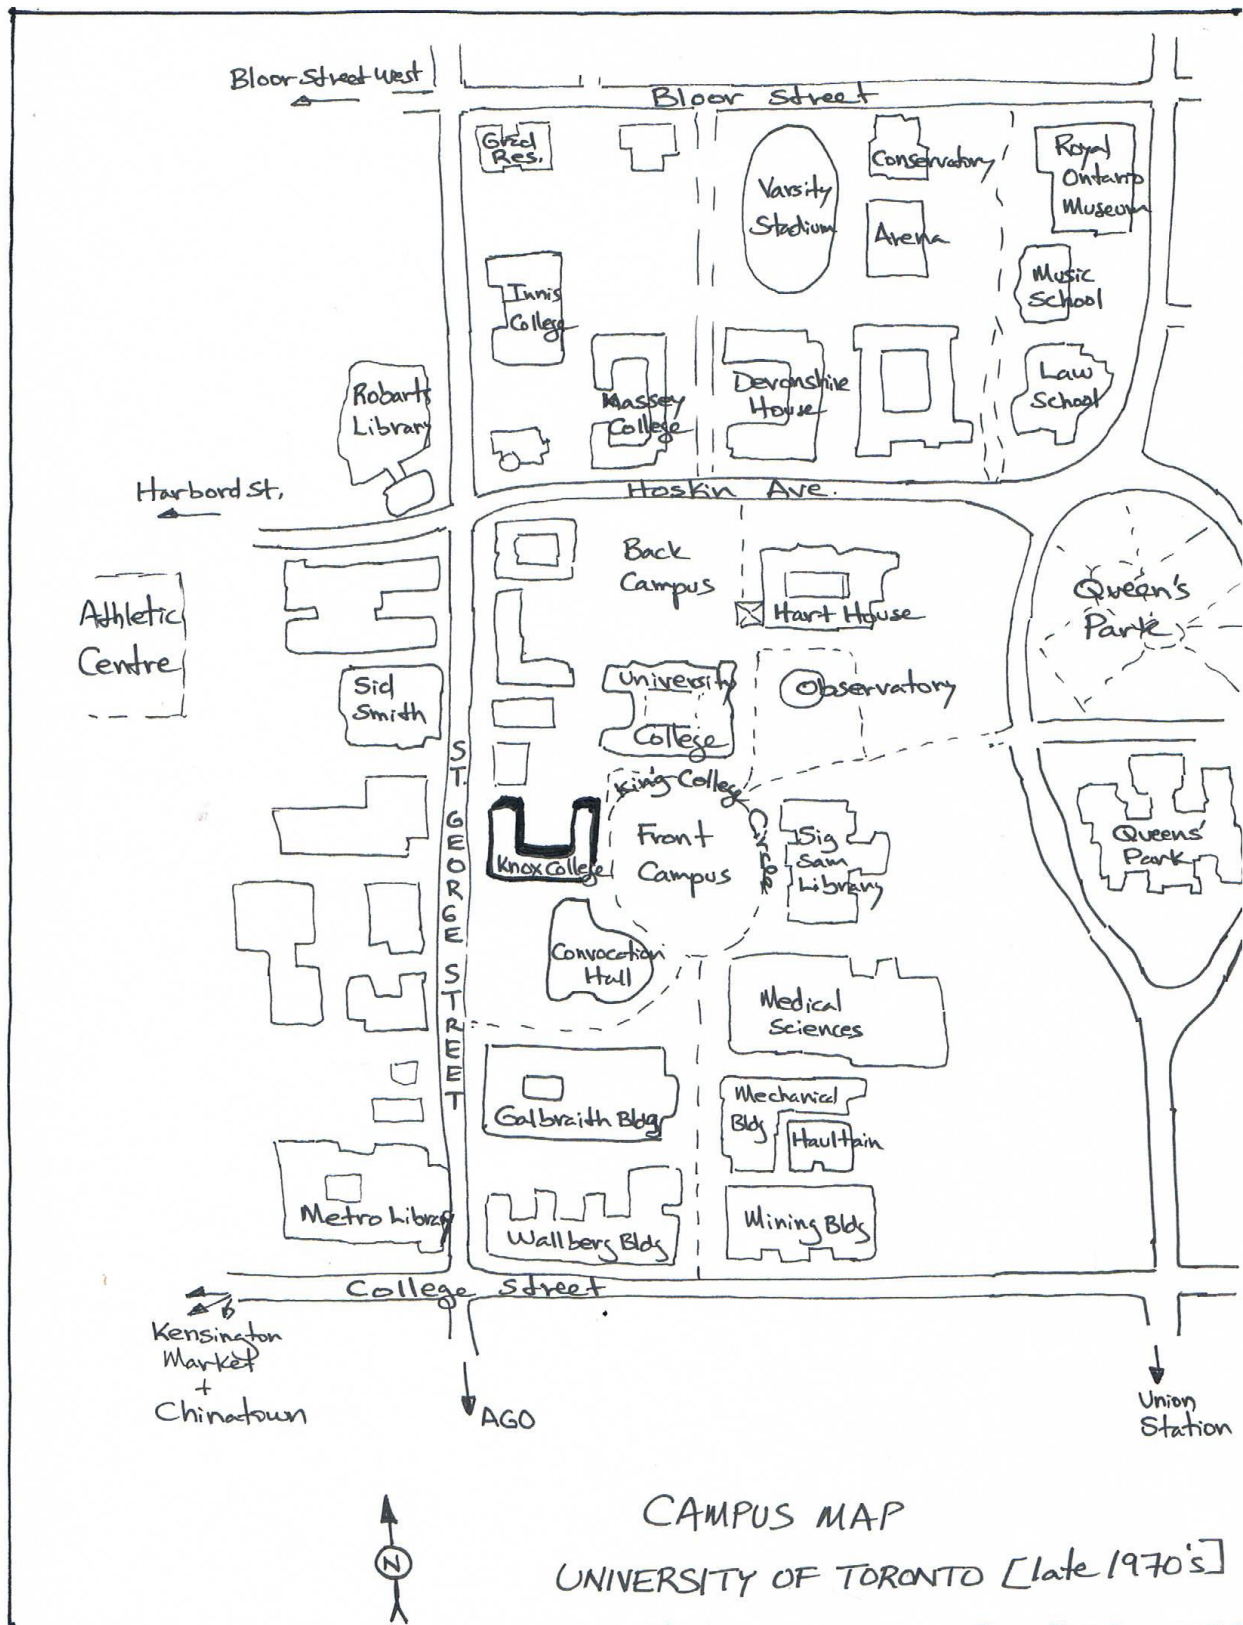 Bloor Street West
Bloor Street
Grad
Res.
Conservatory
Royal
Ontario
Museum
Varsity
Stadium
Arena
Innis
College
Music
School
Robarts
Library
Massey
College
Devonshire
House
Law
School
Harbord St.
Hoskin Ave.
Back
Campus
Hart House
Queen's
Park
Athletic
Centre
Sid
Smith
University
College
Observatory
ST. GEORGE STREET
King College
Circle
Front
Campus
Knox College
Sig
Sam
Library
Queens'
Park
Convocation
Hall
Medical
Sciences
Galbraith Bldg
Mechanical
Bldg
Haultain
Metro Library
Wallberg Bldg
Mining Bldg
College Street
Kensington
Market
+
Chinatown
AGO
Union
Station
N
CAMPUS MAP
UNIVERSITY OF TORONTO [late 1970's]